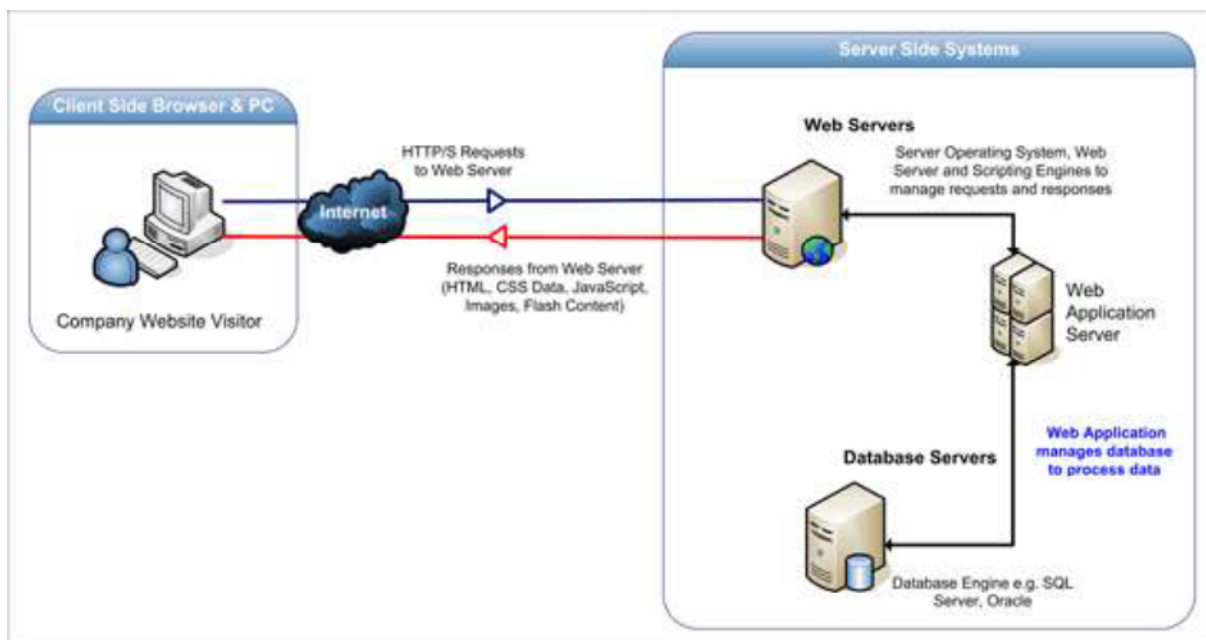 Server Side Systems
Client Side Browser & PC
Web Servers
HTTP/S Requests
to Web Server
Server Operating System, Web
Server and Scripting Engines to
manage requests and responses
Internet
Responses from Web Server
(HTML, CSS Data, JavaScript,
Images, Flash Content)
Company Website Visitor
Web
Application
Server
Web Application
manages database
to process data
Database Servers
Database Engine e.g. SQL
Server, Oracle